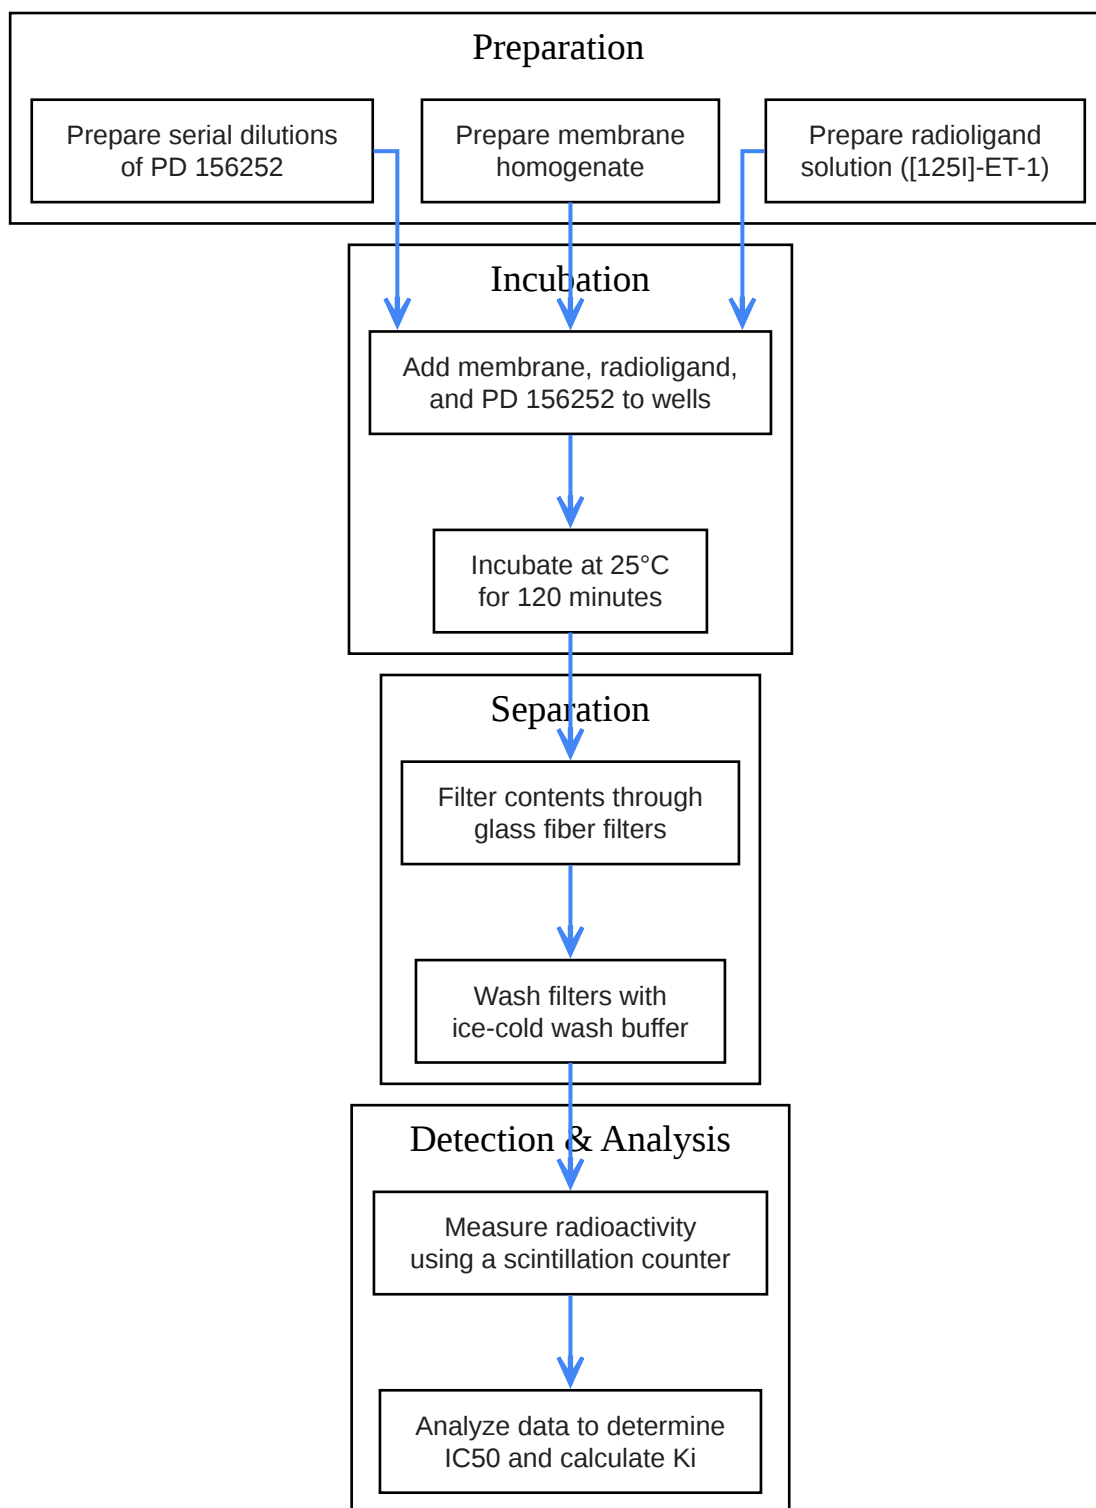 Preparation
Prepare serial dilutions
of PD 156252
Prepare membrane
homogenate
Prepare radioligand
solution ([125I]-ET-1)
Incubation
Add membrane, radioligand,
and PD 156252 to wells
Incubate at 25°C
for 120 minutes
Separation
Filter contents through
glass fiber filters
Wash filters with
ice-cold wash buffer
Detection & Analysis
Measure radioactivity
using a scintillation counter
Analyze data to determine
IC50 and calculate Ki